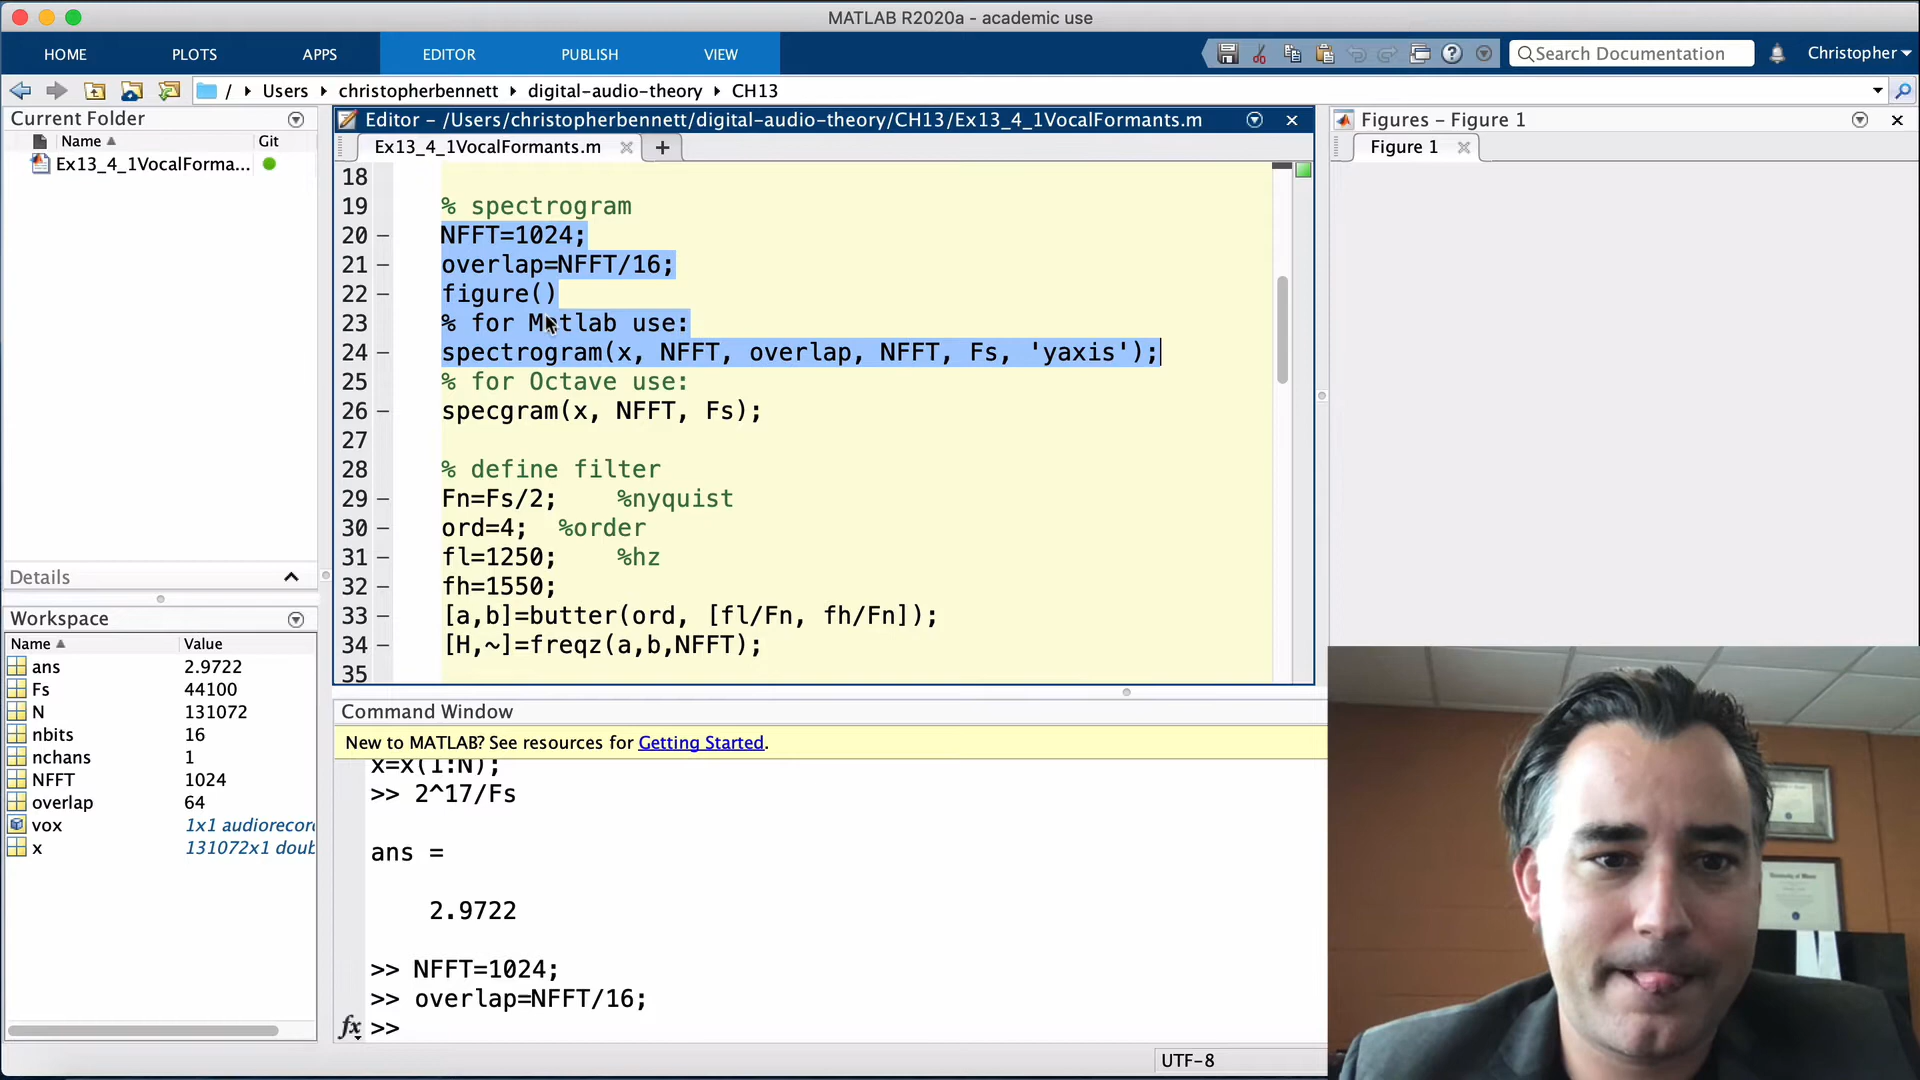 MATLAB R2020a - academic use
HOME PLOTS APPS EDITOR PUBLISH VIEW
Search Documentation
Christopher
/ Users christopherbennett digital-audio-theory CH13
Current Folder
Name Git
Ex13_4_1VocalForma...
Details
Workspace
Name Value
ans 2.9722
Fs 44100
N 131072
nbits 16
nchans 1
NFFT 1024
overlap 64
vox 1x1 audiorecor
x 131072x1 doub
Editor – /Users/christopherbennett/digital-audio-theory/CH13/Ex13_4_1VocalFormants.m
Ex13_4_1VocalFormants.m
18
19 % spectrogram
20 – NFFT=1024;
21 – overlap=NFFT/16;
22 – figure()
23 – % for Matlab use:
24 – spectrogram(x, NFFT, overlap, NFFT, Fs, 'yaxis');
25 – % for Octave use:
26 – specgram(x, NFFT, Fs);
27
28 – % define filter
29 – Fn=Fs/2; %nyquist
30 – ord=4; %order
31 – fl=1250; %hz
32 – fh=1550;
33 – [a,b]=butter(ord, [fl/Fn, fh/Fn]);
34 – [H,~]=freqz(a,b,NFFT);
35
Command Window
New to MATLAB? See resources for Getting Started.
x=x(1:N);
>> 2^17/Fs
ans =
2.9722
>> NFFT=1024;
>> overlap=NFFT/16;
fx >>
UTF-8
Figures – Figure 1
Figure 1